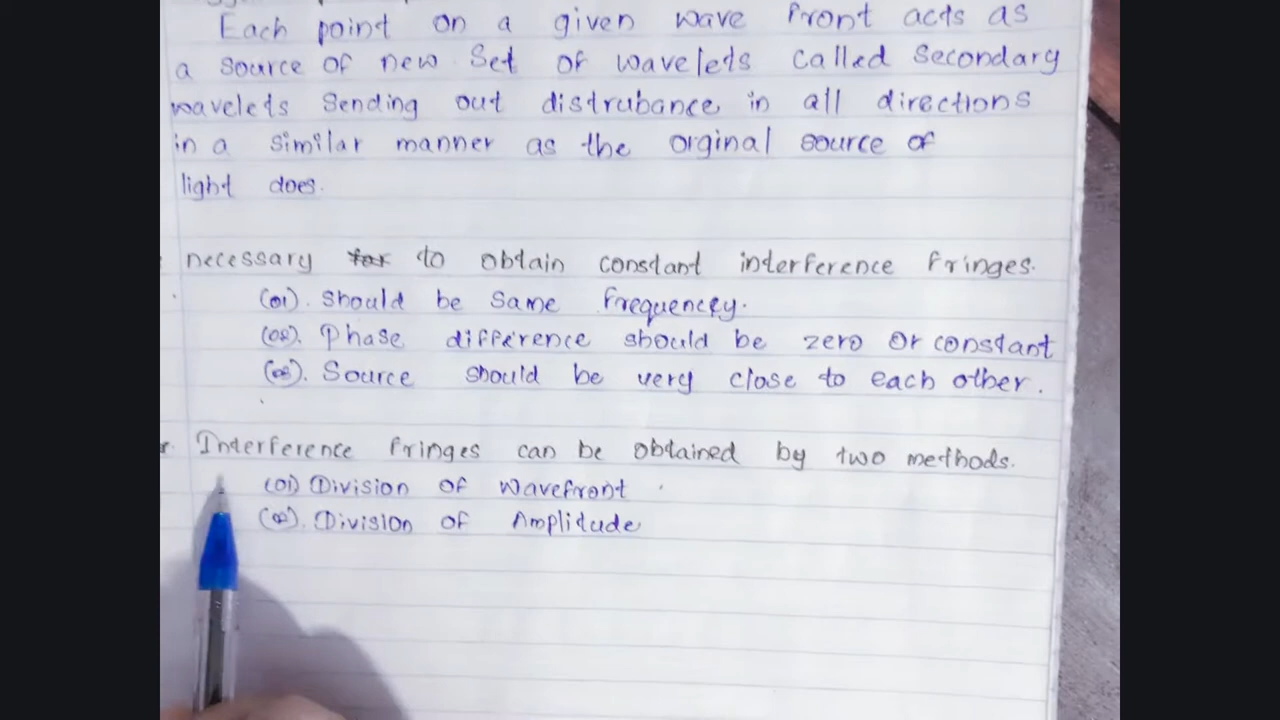 Each point on a given wave front acts as
a source of new set of wavelets called secondary
wavelets sending out distrubance in all directions
in a similar manner as the orginal source of
light does.
necessary to obtain constant interference fringes.
(01). should be same frequency.
(02). Phase difference should be zero or constant
(03). Source should be very close to each other.
Interference fringes can be obtained by two methods.
(01) Division of wavefront
(02). Division of Amplitude